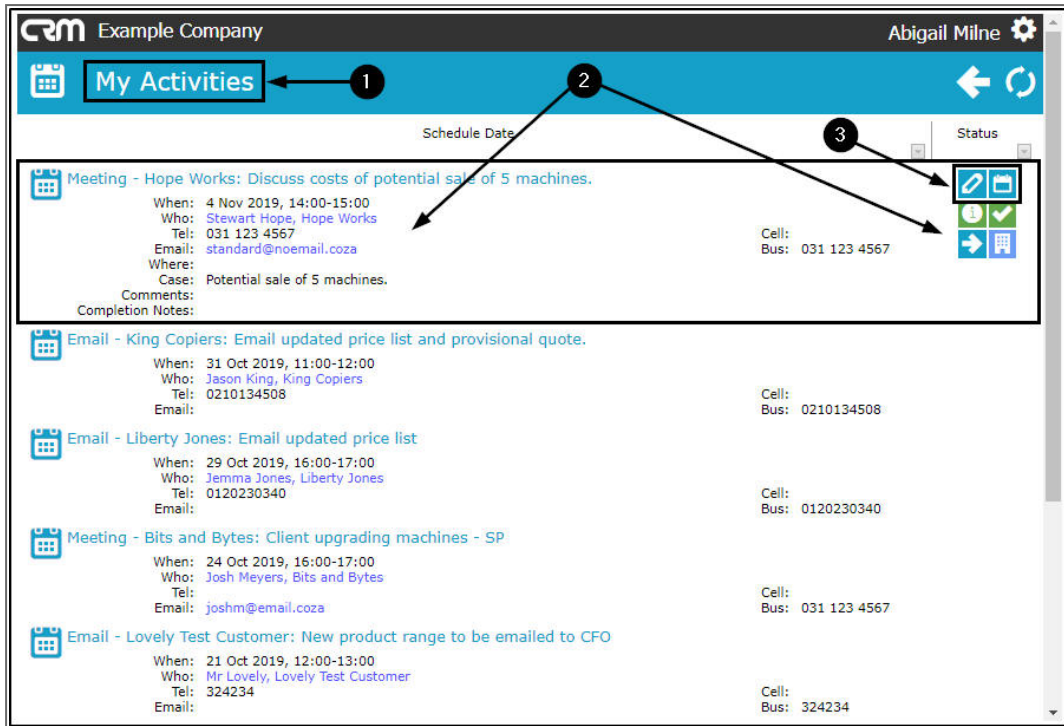 CRM Example Company Abigail Milne
My Activities 1 2
Schedule Date 3 Status
Meeting - Hope Works: Discuss costs of potential sale of 5 machines.
When: 4 Nov 2019, 14:00-15:00
Who: Stewart Hope, Hope Works
Tel: 031 123 4567 Cell:
Email: standard@noemail.coza Bus: 031 123 4567
Where:
Case: Potential sale of 5 machines.
Comments:
Completion Notes:
Email - King Copiers: Email updated price list and provisional quote.
When: 31 Oct 2019, 11:00-12:00
Who: Jason King, King Copiers
Tel: 0210134508 Cell:
Email: Bus: 0210134508
Email - Liberty Jones: Email updated price list
When: 29 Oct 2019, 16:00-17:00
Who: Jemma Jones, Liberty Jones
Tel: 0120230340 Cell:
Email: Bus: 0120230340
Meeting - Bits and Bytes: Client upgrading machines - SP
When: 24 Oct 2019, 16:00-17:00
Who: Josh Meyers, Bits and Bytes
Tel: Cell:
Email: joshm@email.coza Bus: 031 123 4567
Email - Lovely Test Customer: New product range to be emailed to CFO
When: 21 Oct 2019, 12:00-13:00
Who: Mr Lovely, Lovely Test Customer
Tel: 324234 Cell:
Email: Bus: 324234